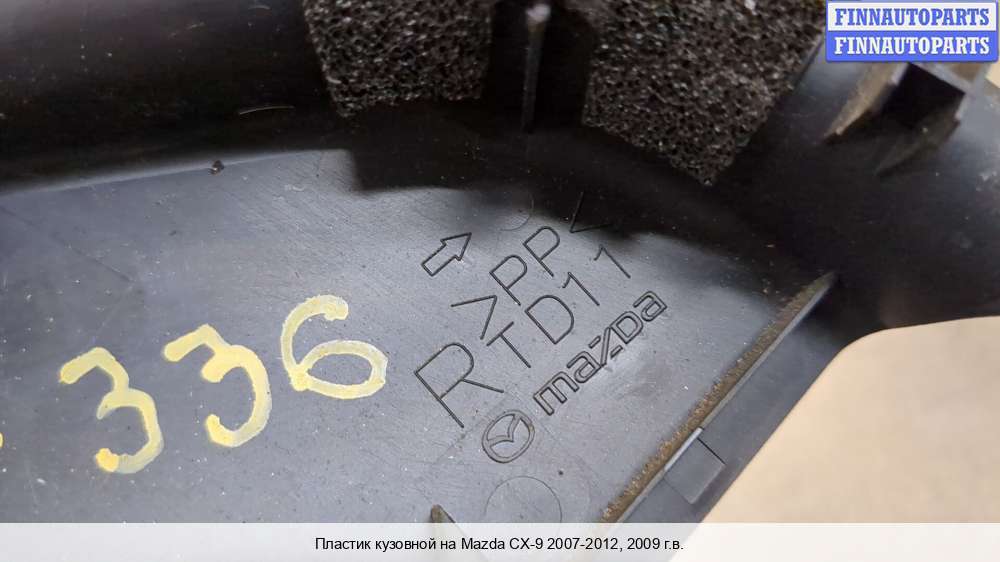 FINNAUTOPARTS
FINNAUTOPARTS
>PP<
R TD11
mazda
336
Пластик кузовной на Mazda CX-9 2007-2012, 2009 г.в.